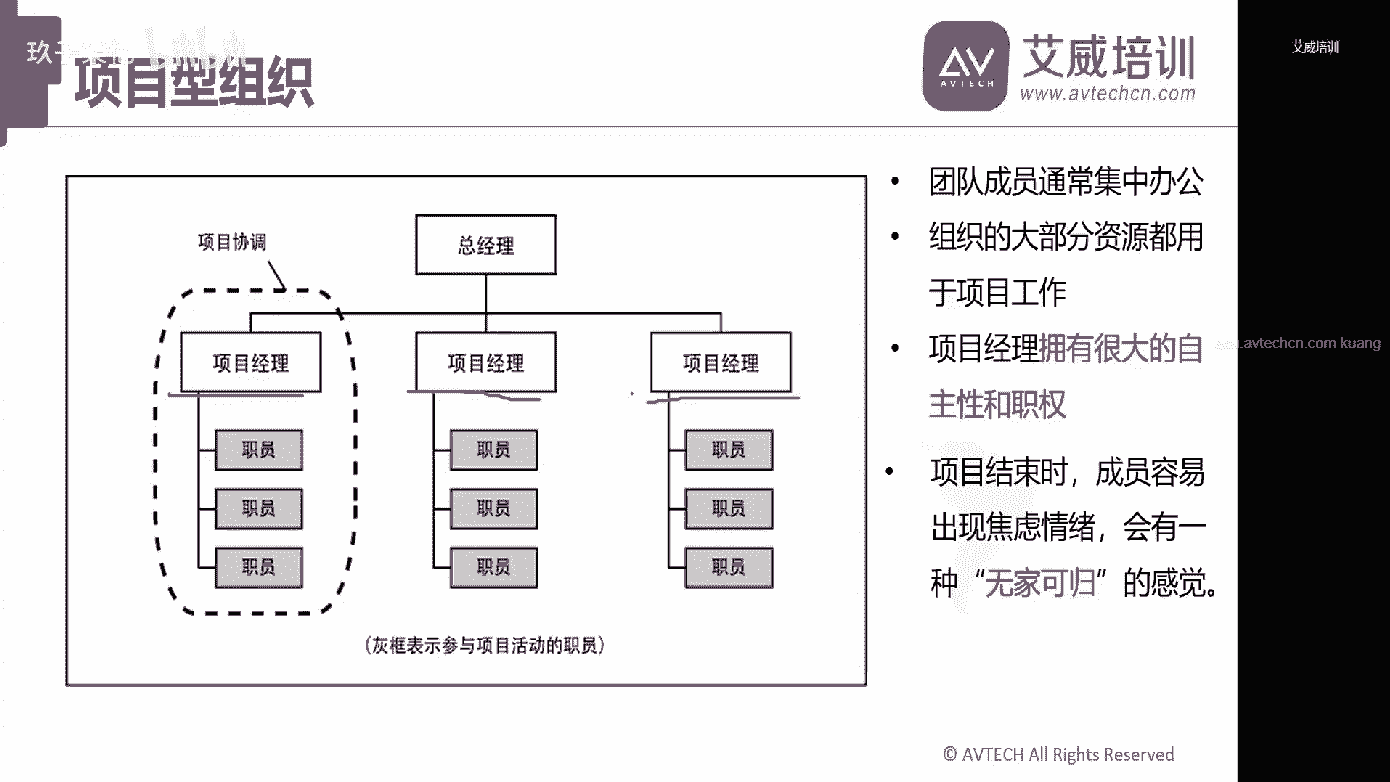 项目型组织
AV
AVTECH
艾威培训
www.avtechcn.com
艾威培训
项目协调
总经理
项目经理
项目经理
项目经理
职员
职员
职员
职员
职员
职员
职员
职员
职员
(灰框表示参与项目活动的职员)
• 团队成员通常集中办公
• 组织的大部分资源都用
于项目工作
• 项目经理拥有很大的自
主性和职权
• 项目结束时，成员容易
出现焦虑情绪，会有一
种“无家可归”的感觉。
.avtechcn.com kuang
© AVTECH All Rights Reserved